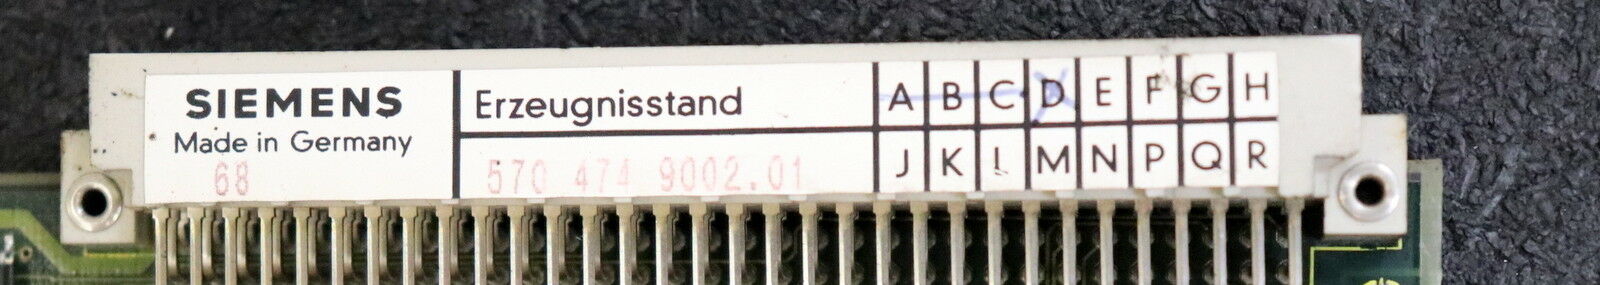 SIEMENS
Made in Germany
68
Erzeugnisstand
570 474 9002.01
A B C D E F G H
J K L M N P Q R